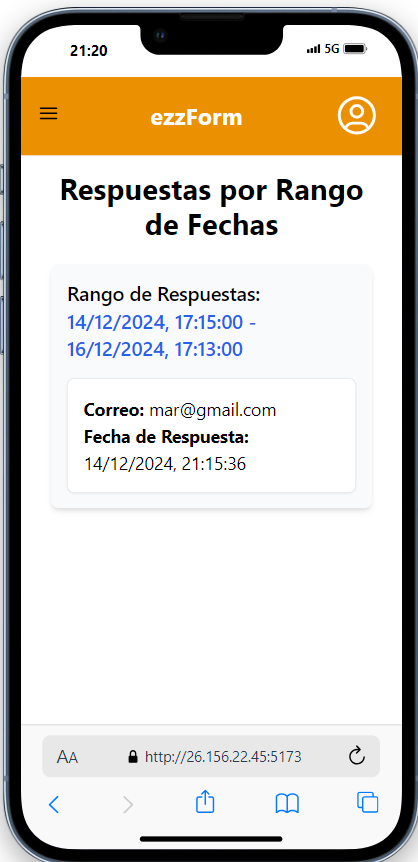 21:20
5G
ezzForm
Respuestas por Rango
de Fechas
Rango de Respuestas:
14/12/2024, 17:15:00 -
16/12/2024, 17:13:00
Correo: mar@gmail.com
Fecha de Respuesta:
14/12/2024, 21:15:36
AA
http://26.156.22.45:5173